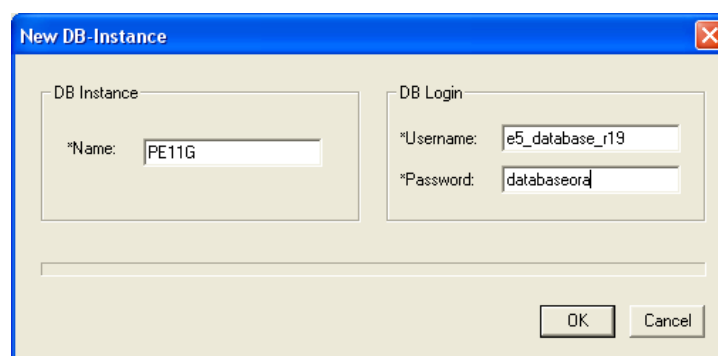 New DB-Instance
DB Instance
*Name: PE11G
DB Login
*Username: e5_database_r19
*Password: databaseora
OK Cancel